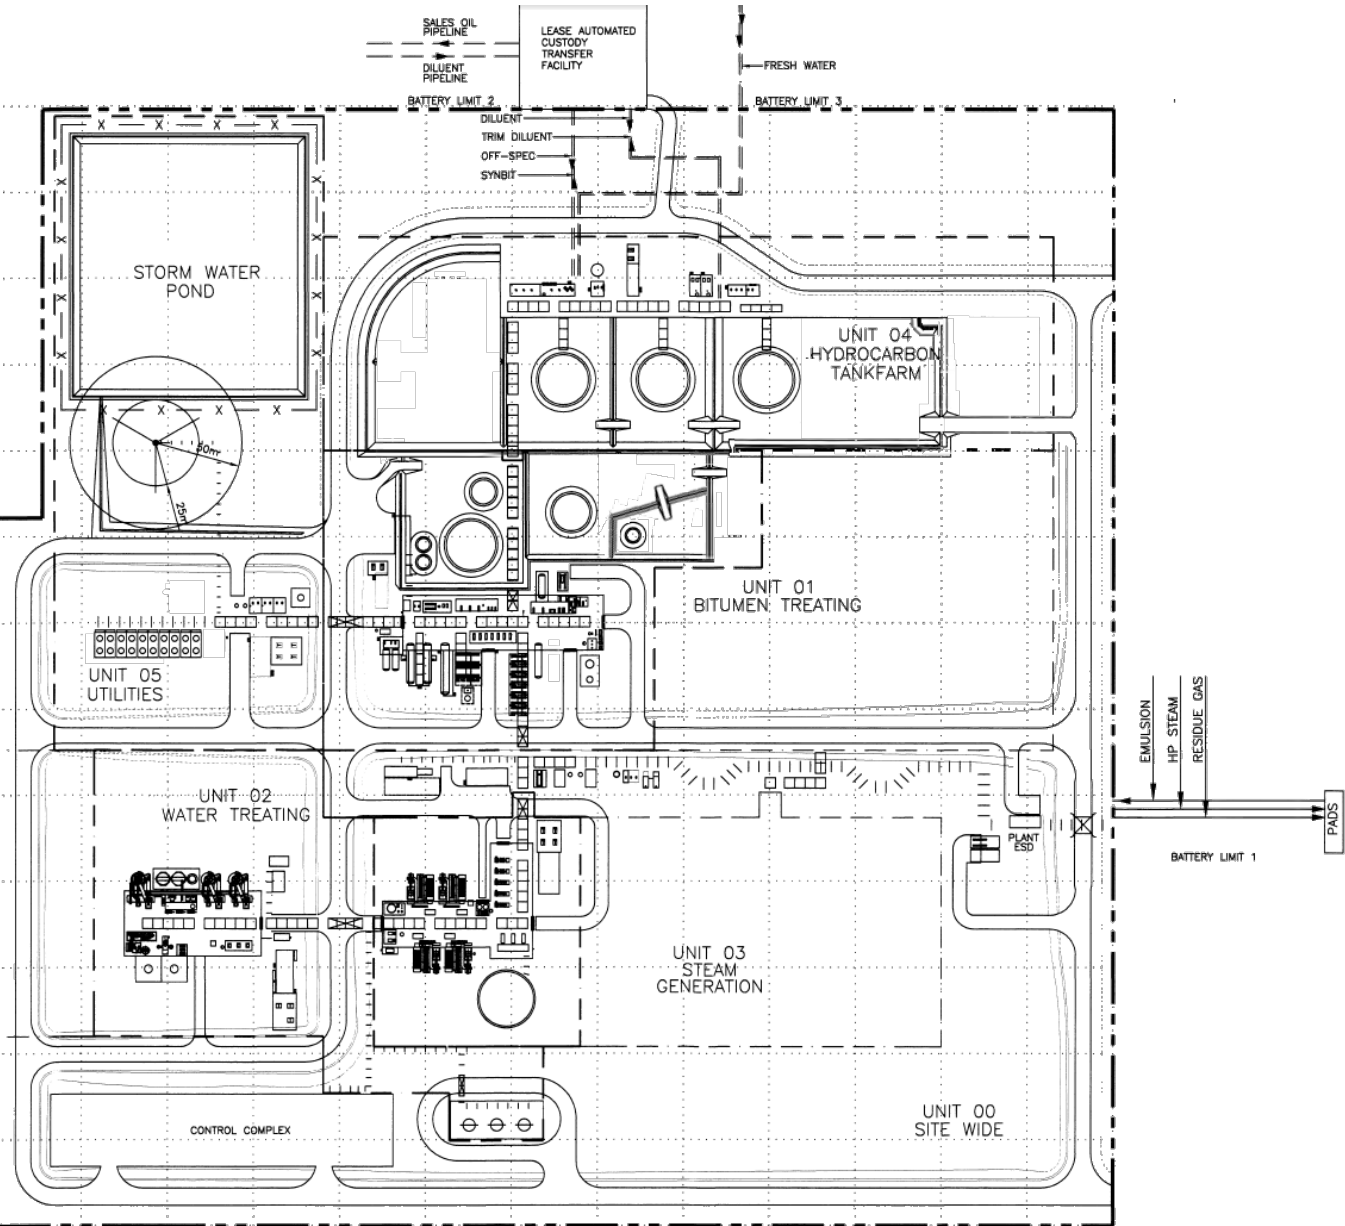 SALES OIL
PIPELINE
DILUENT
PIPELINE
LEASE AUTOMATED
CUSTODY
TRANSFER
FACILITY
FRESH WATER
BATTERY LIMIT 2
BATTERY LIMIT 3
DILUENT
TRIM DILUENT
OFF-SPEC
SYNBIT
STORM WATER
POND
UNIT 04
HYDROCARBON
TANKFARM
50m
25m
UNIT 01
BITUMEN TREATING
UNIT 05
UTILITIES
EMULSION
HP STEAM
RESIDUE GAS
UNIT 02
WATER TREATING
PLANT
ESD
PADS
BATTERY LIMIT 1
UNIT 03
STEAM
GENERATION
UNIT 00
SITE WIDE
CONTROL COMPLEX